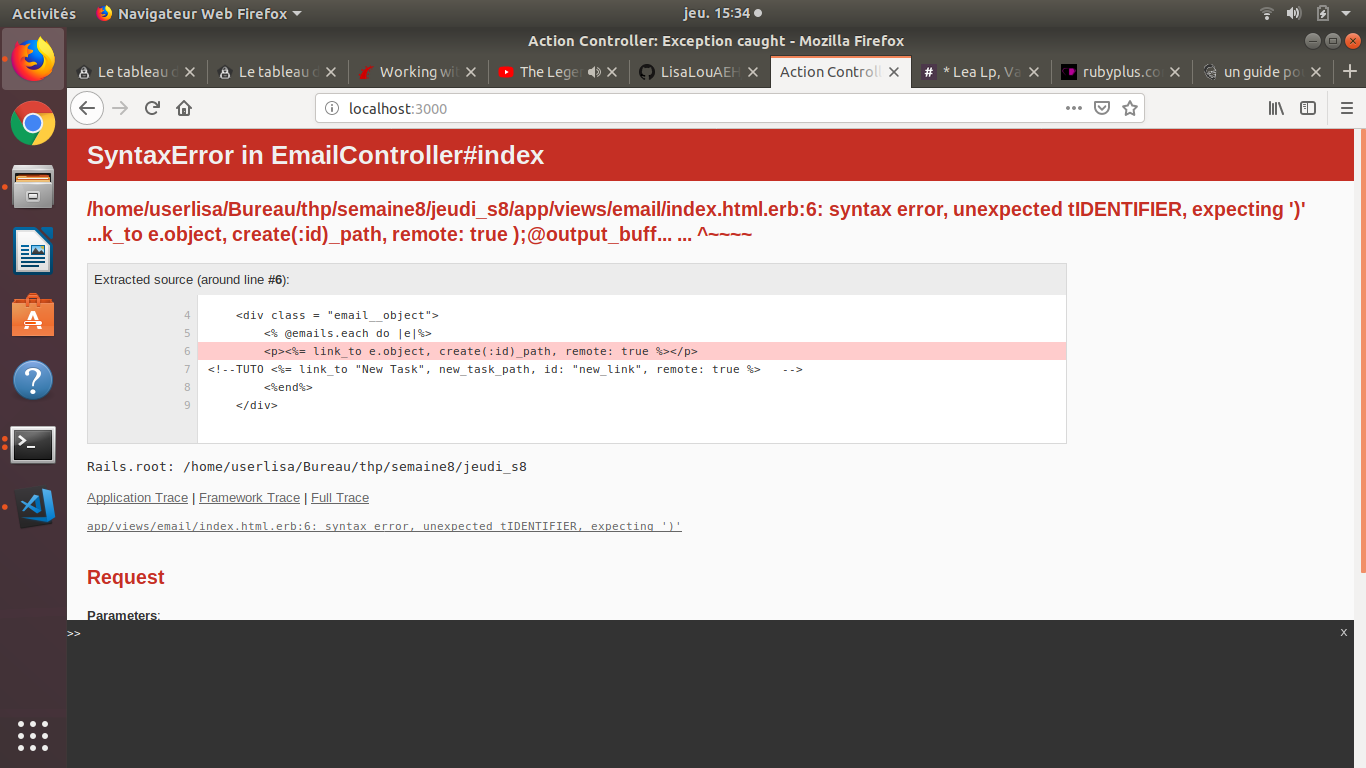 Activités Navigateur Web Firefox jeu. 15:34
Action Controller: Exception caught - Mozilla Firefox
Le tableau d Le tableau d Working wi The Lege LisaLouAEH Action Controll # * Lea Lp, Va rubyplus.co un guide po
localhost:3000
SyntaxError in EmailController#index
/home/userlisa/Bureau/thp/semaine8/jeudi_s8/app/views/email/index.html.erb:6: syntax error, unexpected tIDENTIFIER, expecting ')'
...k_to e.object, create(:id)_path, remote: true );@output_buff... ... ^~~~~
Extracted source (around line #6):
4 <div class = "email__object">
5 <% @emails.each do |e|%>
6 <p><%= link_to e.object, create(:id)_path, remote: true %></p>
7 <!--TUTO <%= link_to "New Task", new_task_path, id: "new_link", remote: true %> -->
8 <%end%>
9 </div>
Rails.root: /home/userlisa/Bureau/thp/semaine8/jeudi_s8
Application Trace | Framework Trace | Full Trace
app/views/email/index.html.erb:6: syntax error, unexpected tIDENTIFIER, expecting ')'
Request
Parameters:
>> x